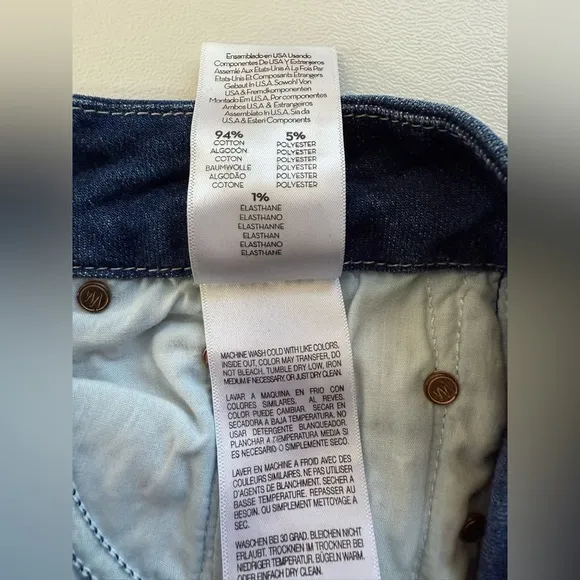 Ensamblado en USA Usando
Componentes De USA Y Extranjeros
Assemlé Aux Etats-Unis À La Fois Par
Etats-Unis Et Composants Étrangers
Gebaut In U.S.A. Sowohl Von
USA & Fremdkomponenten
Montado Em U.S.A. Por componentes
Ambos U.S.A & Estrangeiros
Assemblato In U.S.A. Sia da
U.S.A & Esteri Components
94% 5%
COTTON POLYESTER
ALGODÓN POLYESTER
COTON POLYESTER
BAUMWOLLE POLYESTER
ALGODÃO POLYESTER
COTONE POLYESTER
1%
ELASTHANE
ELASTHANO
ELASTHANNE
ELASTHAN
ELASTHANO
ELASTHANE
MACHINE WASH COLD WITH LIKE COLORS,
INSIDE OUT, COLOR MAY TRANSFER, DO
NOT BLEACH, TUMBLE DRY LOW, IRON
MEDIUM IF NECESSARY, OR JUST DRY CLEAN.
LAVAR A MAQUINA EN FRIO CON
COLORES SIMILARES, AL REVES.
COLOR PUEDE CAMBIAR. SECAR EN
SECADORA A BAJA TEMPERATURA. NO
USAR DETERGENTE BLANQUEADOR.
PLANCHAR A TEMPERATURA MEDIA SI
ES NECESARIO O SIMPLEMENTE SECO.
LAVER EN MACHINE A FROID AVEC DES
COULEURS SIMILAIRES. NE PAS UTILISER
D'AGENTS DE BLANCHIMENT. SECHER A
BASSE TEMPERATURE. REPASSER AU
BESOIN. OU SIMPLEMENT NETTOYAGE A
SEC.
WASCHEN BEI 30 GRAD. BLEICHEN NICHT
ERLAUBT. TROCKNEN IM TROCKNER BEI
NIEDRIGER TEMPERATUR. BÜGELN WARM.
ODER EINFACH DRY CLEAN.